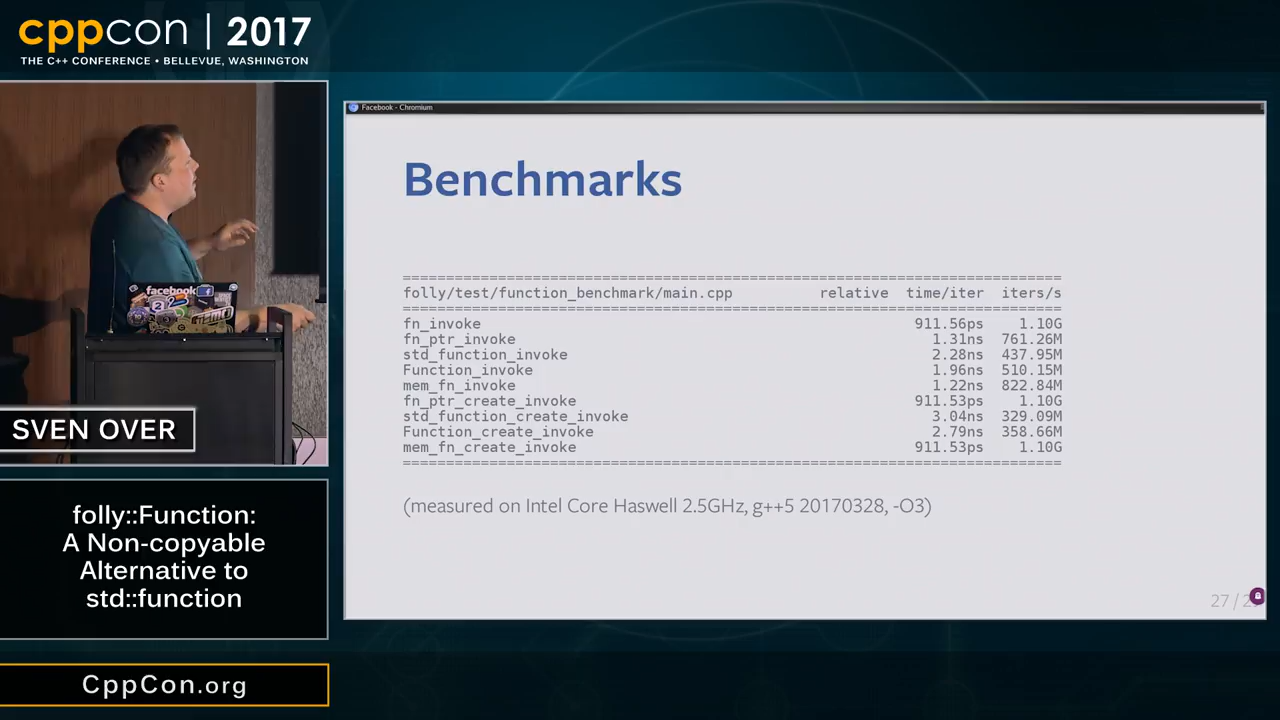 cppcon | 2017
THE C++ CONFERENCE • BELLEVUE, WASHINGTON
Facebook - Chromium
Benchmarks
================================================================================
folly/test/function_benchmark/main.cpp relative time/iter iters/s
================================================================================
fn_invoke 911.56ps 1.10G
fn_ptr_invoke 1.31ns 761.26M
std_function_invoke 2.28ns 437.95M
Function_invoke 1.96ns 510.15M
mem_fn_invoke 1.22ns 822.84M
fn_ptr_create_invoke 911.53ps 1.10G
std_function_create_invoke 3.04ns 329.09M
Function_create_invoke 2.79ns 358.66M
mem_fn_create_invoke 911.53ps 1.10G
================================================================================
(measured on Intel Core Haswell 2.5GHz, g++5 20170328, -O3)
27 / 2
facebook
SVEN OVER
folly::Function:
A Non-copyable
Alternative to
std::function
CppCon.org